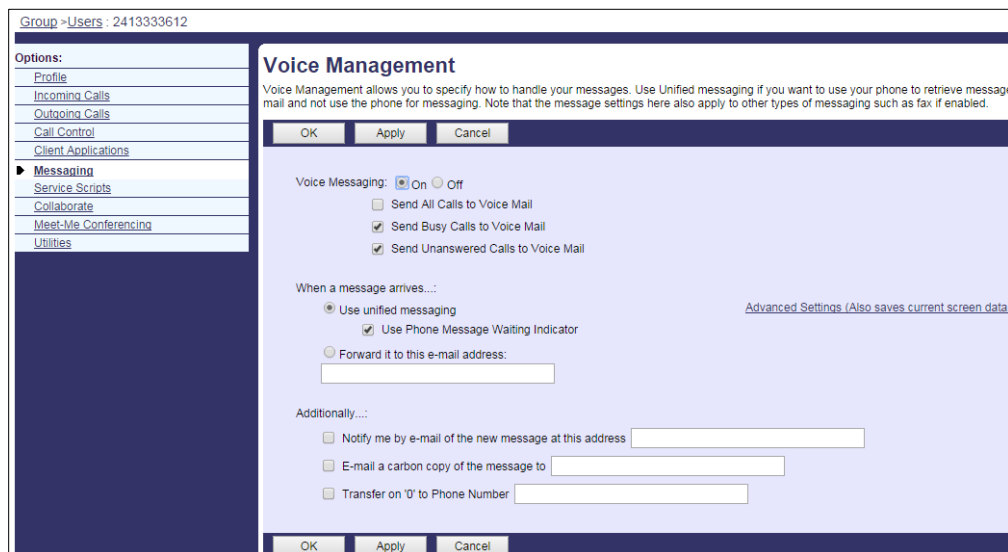 Group >Users : 2413333612
Options:
Profile
Incoming Calls
Outgoing Calls
Call Control
Client Applications
Messaging
Service Scripts
Collaborate
Meet-Me Conferencing
Utilities
Voice Management
Voice Management allows you to specify how to handle your messages. Use Unified messaging if you want to use your phone to retrieve message
mail and not use the phone for messaging. Note that the message settings here also apply to other types of messaging such as fax if enabled.
OK Apply Cancel
Voice Messaging: On Off
Send All Calls to Voice Mail
Send Busy Calls to Voice Mail
Send Unanswered Calls to Voice Mail
When a message arrives...:
Use unified messaging
Advanced Settings (Also saves current screen data
Use Phone Message Waiting Indicator
Forward it to this e-mail address:
Additionally...:
Notify me by e-mail of the new message at this address
E-mail a carbon copy of the message to
Transfer on '0' to Phone Number
OK Apply Cancel